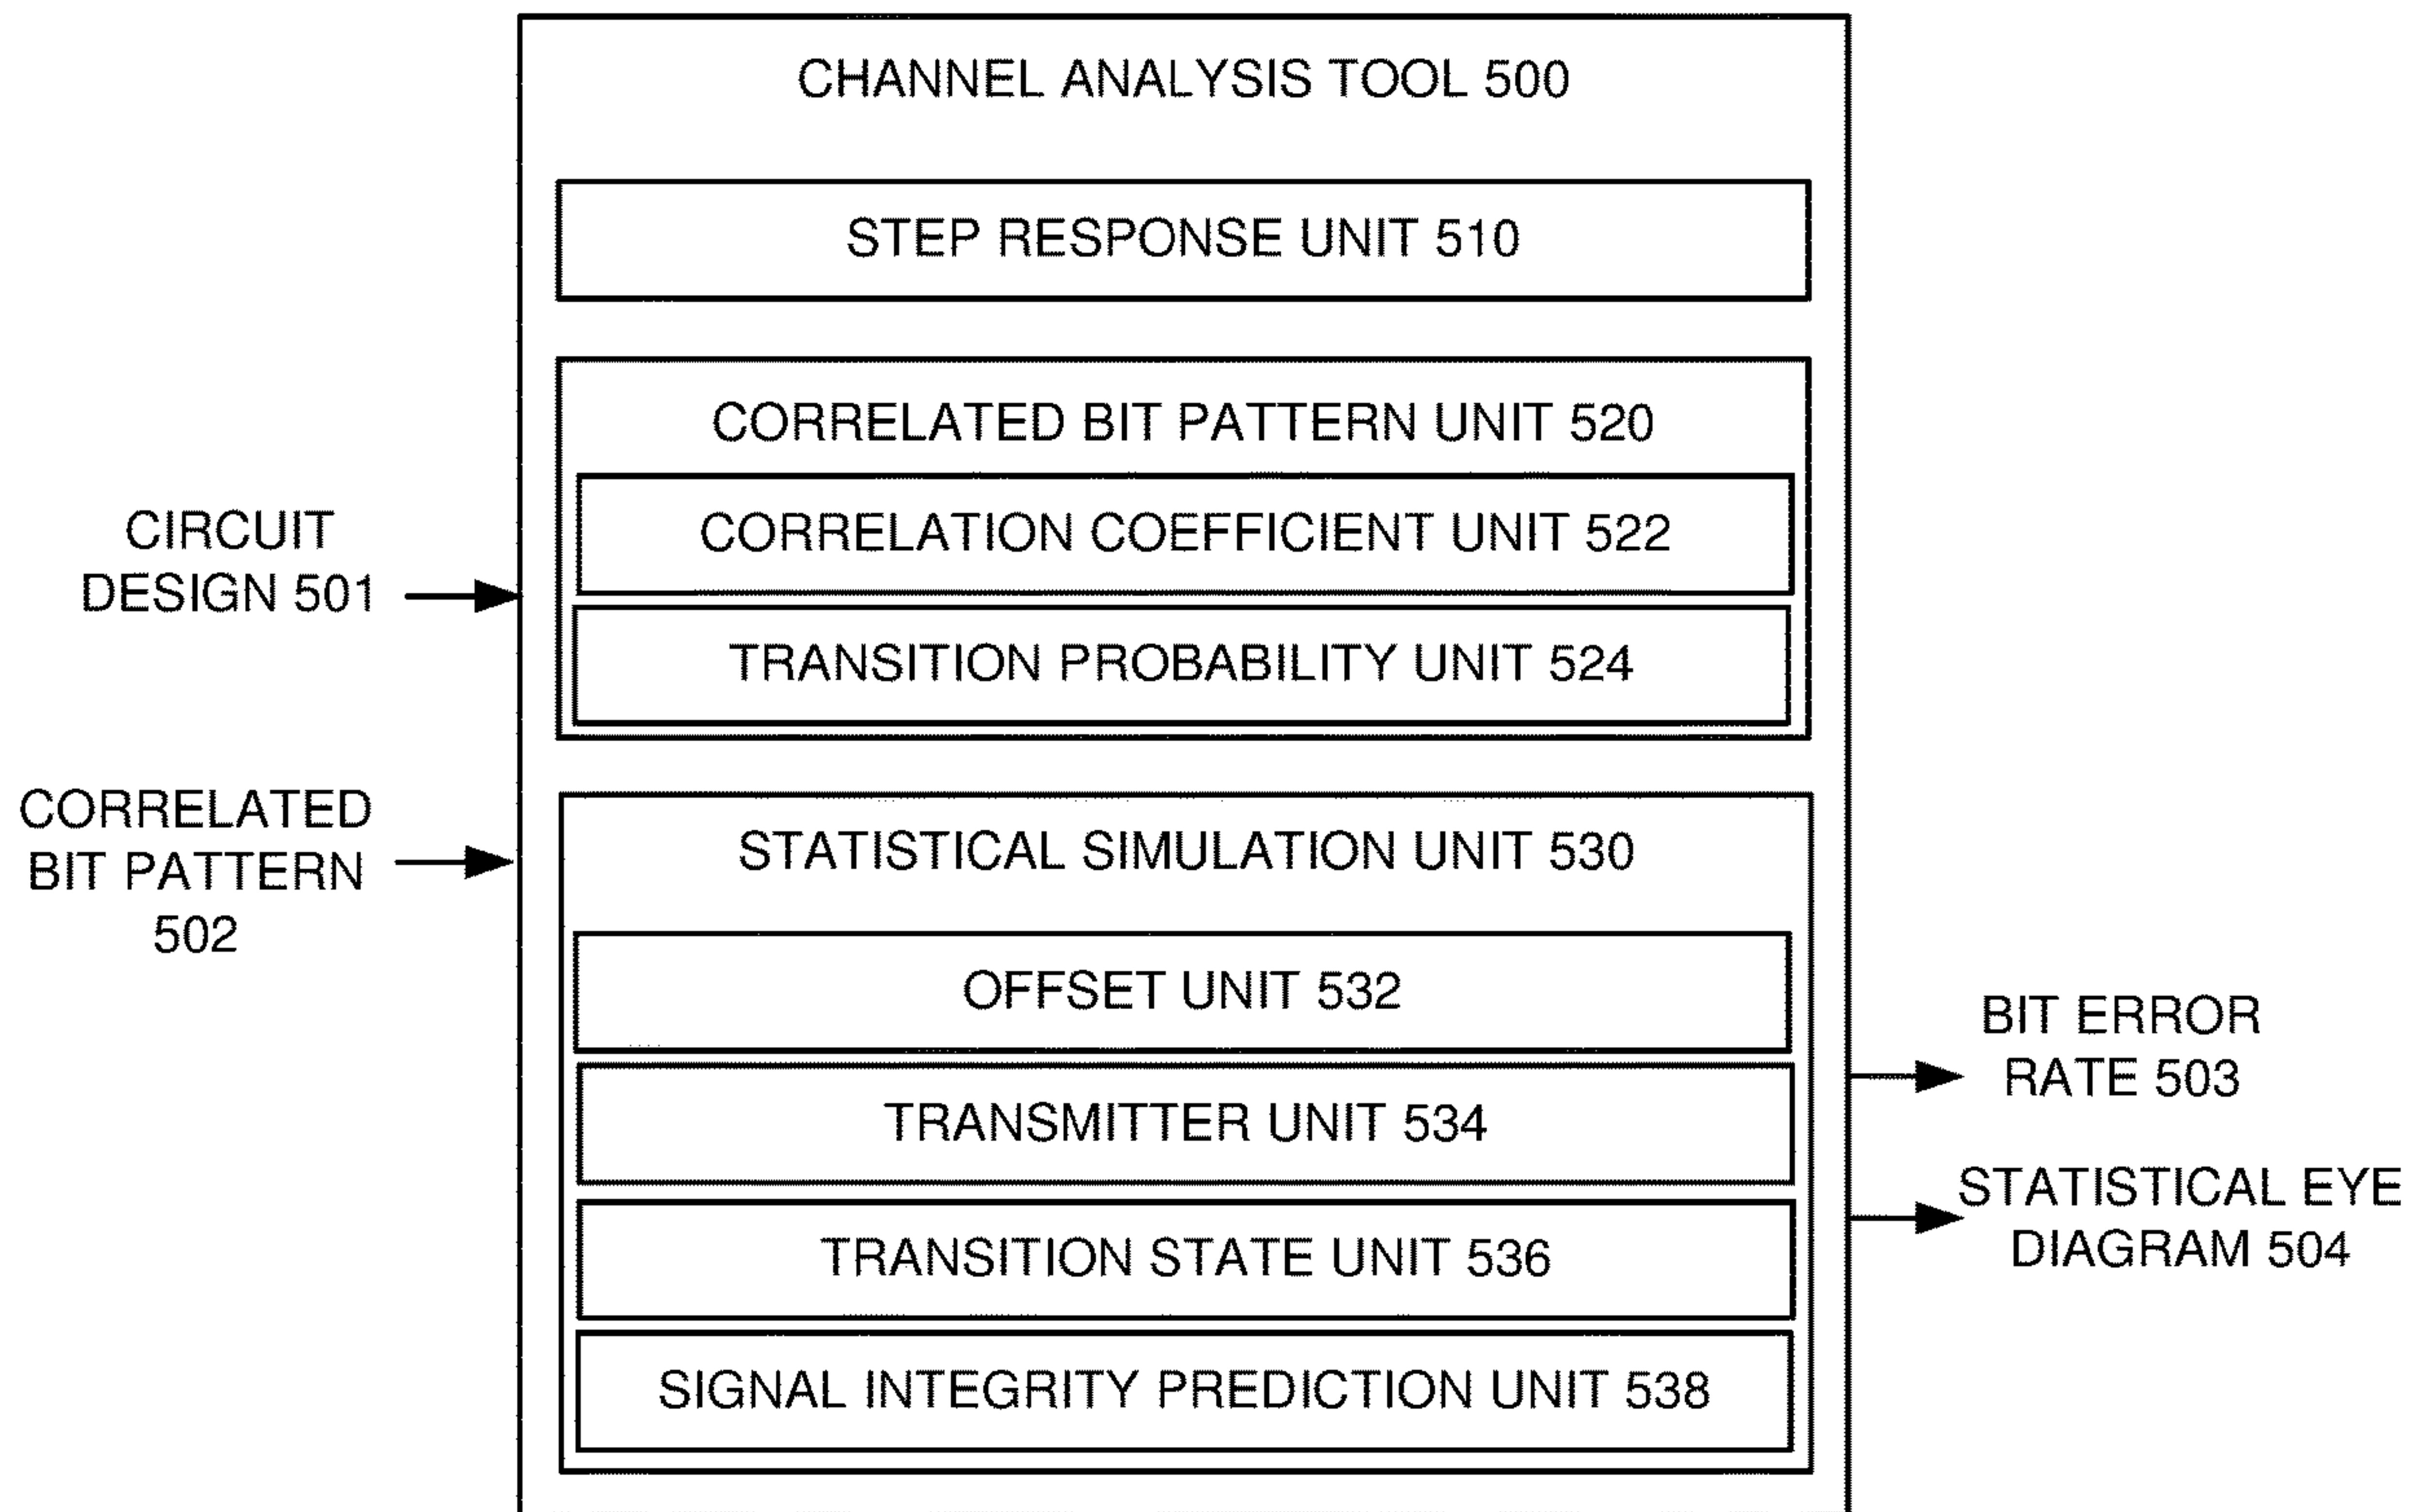 CHANNEL ANALYSIS TOOL 500
STEP RESPONSE UNIT 510
CORRELATED BIT PATTERN UNIT 520
CORRELATION COEFFICIENT UNIT 522
TRANSITION PROBABILITY UNIT 524
CIRCUIT
DESIGN 501
CORRELATED
BIT PATTERN
502
STATISTICAL SIMULATION UNIT 530
OFFSET UNIT 532
TRANSMITTER UNIT 534
TRANSITION STATE UNIT 536
SIGNAL INTEGRITY PREDICTION UNIT 538
BIT ERROR
RATE 503
STATISTICAL EYE
DIAGRAM 504